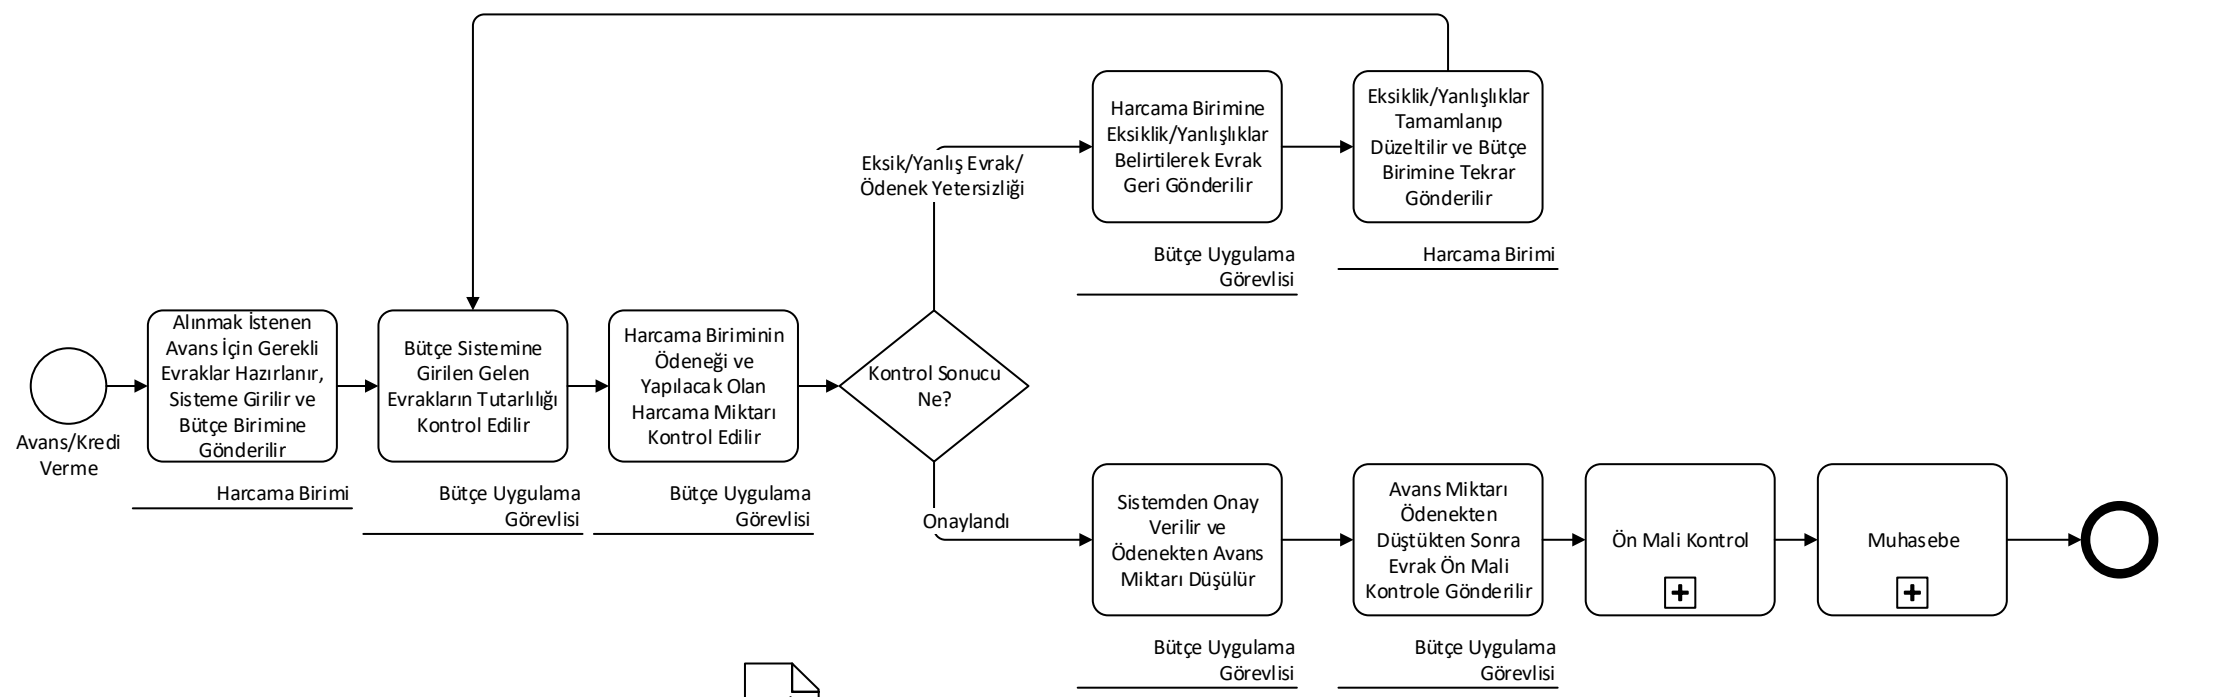 Harcama Birimine
Eksiklik/Yanlışlıklar
Belirtilerek Evrak
Geri Gönderilir
Eksiklik/Yanlışlıklar
Tamamlanıp
Düzeltilir ve Bütçe
Birimine Tekrar
Gönderilir
Eksik/Yanlış Evrak/
Ödenek Yetersizliği
Bütçe Uygulama
Görevlisi
Harcama Birimi
Avans/Kredi
Verme
Alınmak İstenen
Avans İçin Gerekli
Evraklar Hazırlanır,
Sisteme Girilir ve
Bütçe Birimine
Gönderilir
Harcama Birimi
Bütçe Sistemine
Girilen Gelen
Evrakların Tutarlılığı
Kontrol Edilir
Bütçe Uygulama
Görevlisi
Harcama Biriminin
Ödeneği ve
Yapılacak Olan
Harcama Miktarı
Kontrol Edilir
Bütçe Uygulama
Görevlisi
Kontrol Sonucu
Ne?
Onaylandı
Sistemden Onay
Verilir ve
Ödenekten Avans
Miktarı Düşülür
Bütçe Uygulama
Görevlisi
Avans Miktarı
Ödenekten
Düştükten Sonra
Evrak Ön Mali
Kontrole Gönderilir
Bütçe Uygulama
Görevlisi
Ön Mali Kontrol
Muhasebe